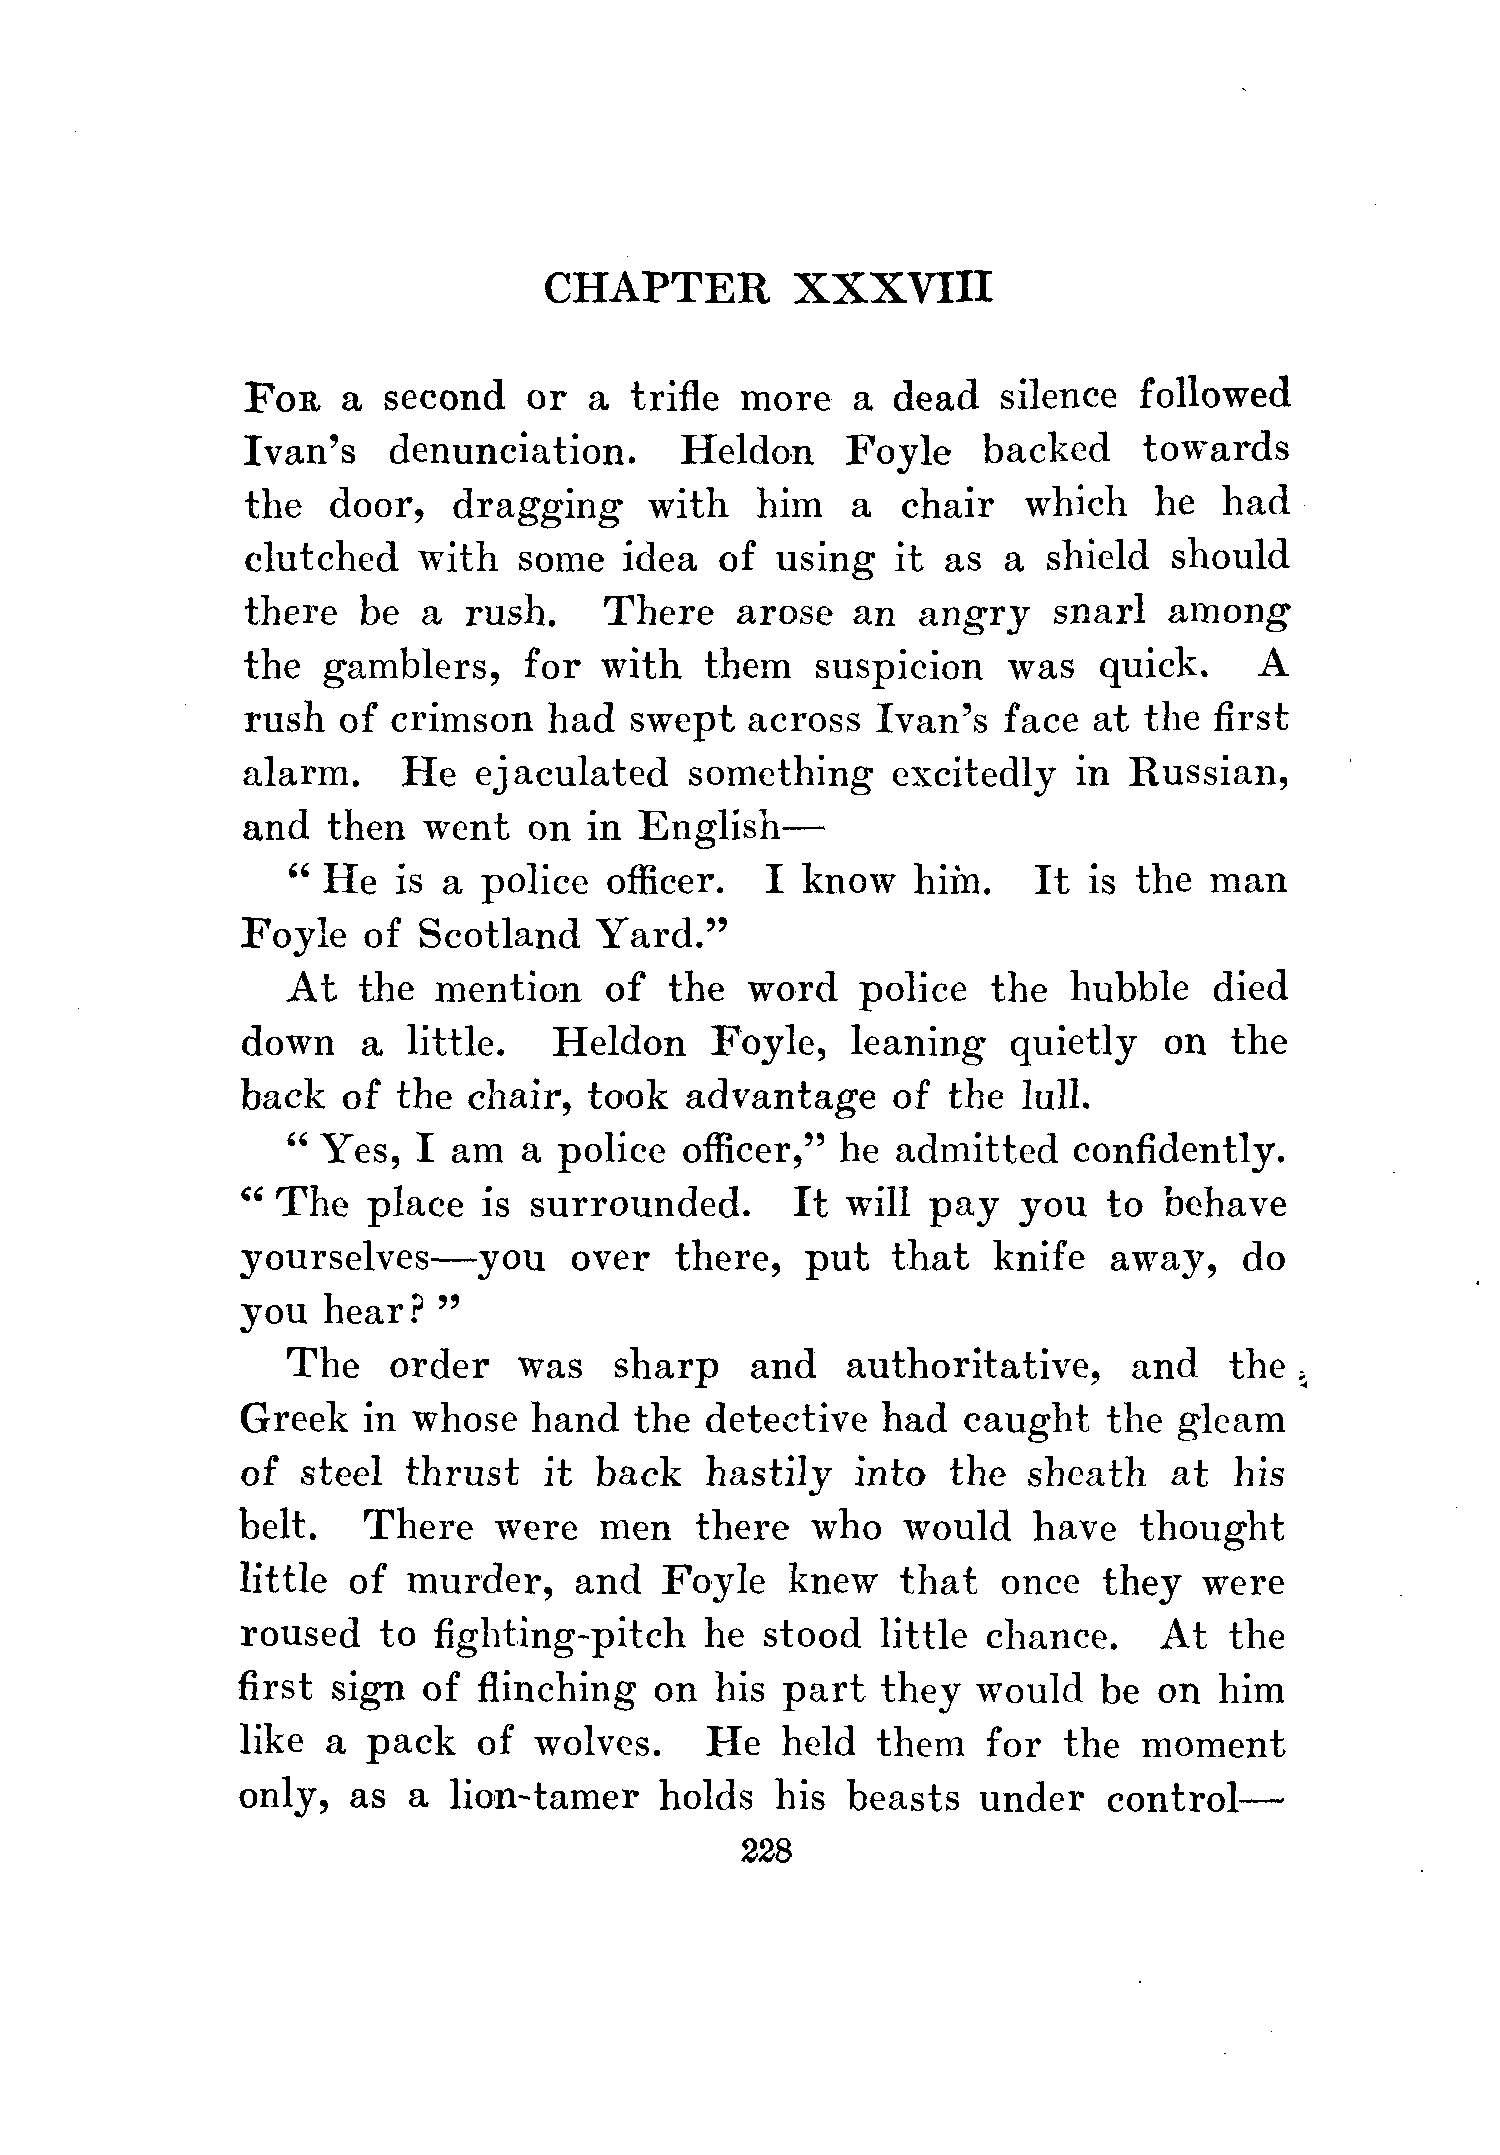 CHAPTER XXXVIII
FOR a second or a trifle more a dead silence followed
Ivan's denunciation. Heldon Foyle backed towards
the door, dragging with him a chair which he had
clutched with some idea of using it as a shield should
there be a rush. There arose an angry snarl among
the gamblers, for with them suspicion was quick. A
rush of crimson had swept across Ivan's face at the first
alarm. He ejaculated something excitedly in Russian,
and then went on in English—
“ He is a police officer. I know him. It is the man
Foyle of Scotland Yard.”
At the mention of the word police the hubble died
down a little. Heldon Foyle, leaning quietly on the
back of the chair, took advantage of the lull.
“ Yes, I am a police officer,” he admitted confidently.
“ The place is surrounded. It will pay you to behave
yourselves—you over there, put that knife away, do
you hear? ”
The order was sharp and authoritative, and the
Greek in whose hand the detective had caught the gleam
of steel thrust it back hastily into the sheath at his
belt. There were men there who would have thought
little of murder, and Foyle knew that once they were
roused to fighting-pitch he stood little chance. At the
first sign of flinching on his part they would be on him
like a pack of wolves. He held them for the moment
only, as a lion-tamer holds his beasts under control—
228